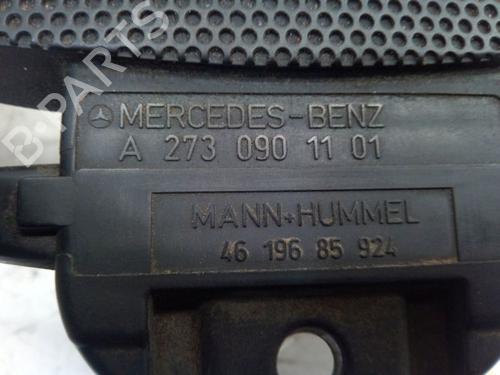 MERCEDES-BENZ
A 273 090 11 01
MANN+HUMMEL
46 196 85 924
B-PARTS